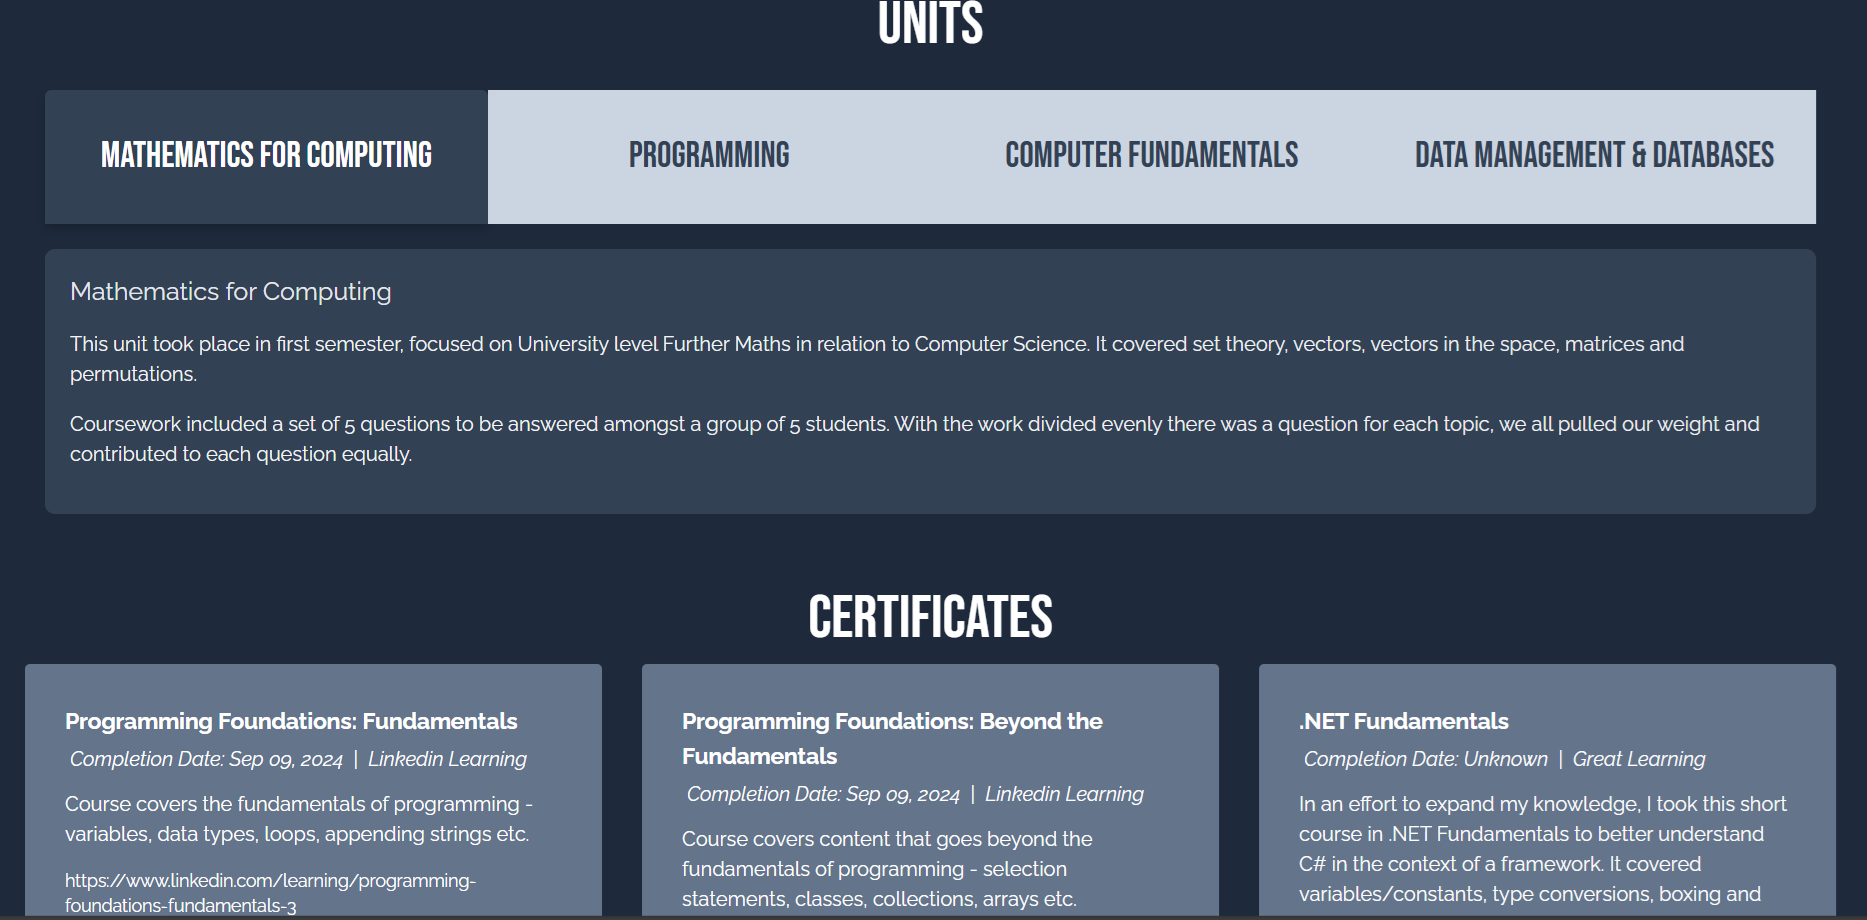 UNITS
MATHEMATICS FOR COMPUTING
PROGRAMMING
COMPUTER FUNDAMENTALS
DATA MANAGEMENT & DATABASES
Mathematics for Computing
This unit took place in first semester, focused on University level Further Maths in relation to Computer Science. It covered set theory, vectors, vectors in the space, matrices and
permutations.
Coursework included a set of 5 questions to be answered amongst a group of 5 students. With the work divided evenly there was a question for each topic, we all pulled our weight and
contributed to each question equally.
CERTIFICATES
Programming Foundations: Fundamentals
Completion Date: Sep 09, 2024 | Linkedin Learning
Course covers the fundamentals of programming -
variables, data types, loops, appending strings etc.
https://www.linkedin.com/learning/programming-
foundations-fundamentals-3
Programming Foundations: Beyond the
Fundamentals
Completion Date: Sep 09, 2024 | Linkedin Learning
Course covers content that goes beyond the
fundamentals of programming - selection
statements, classes, collections, arrays etc.
.NET Fundamentals
Completion Date: Unknown | Great Learning
In an effort to expand my knowledge, I took this short
course in .NET Fundamentals to better understand
C# in the context of a framework. It covered
variables/constants, type conversions, boxing and